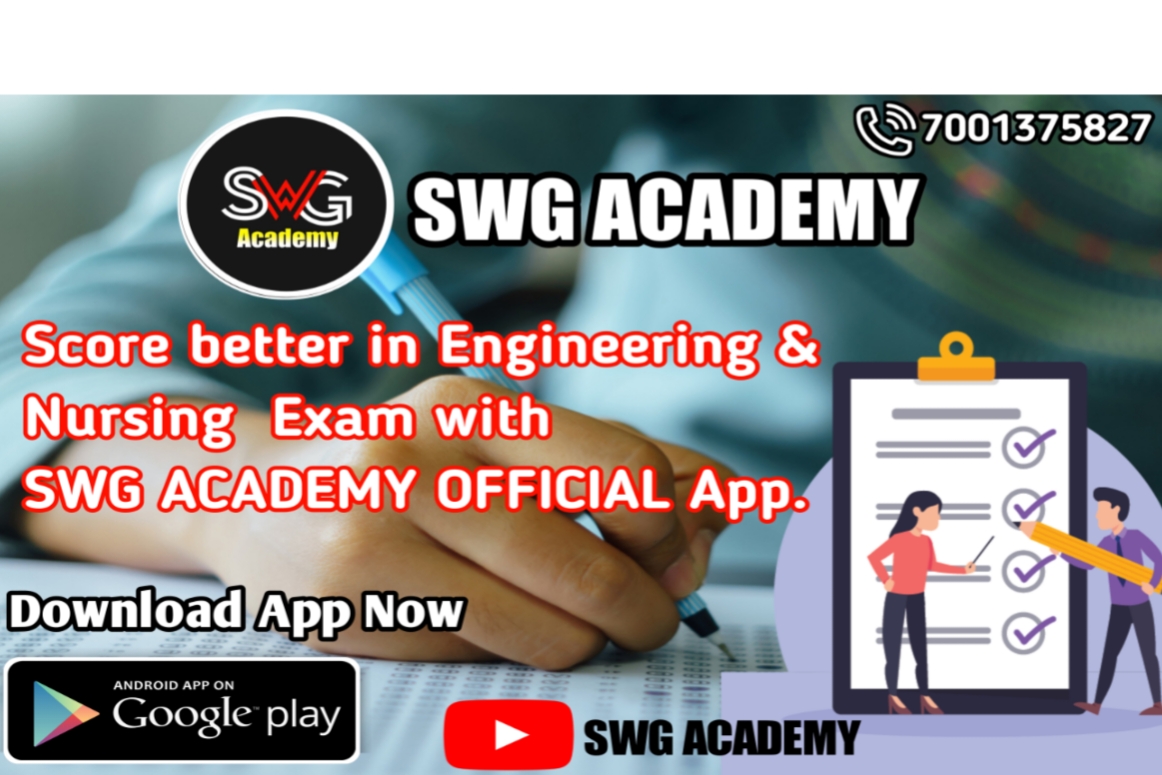 7001375827
SWG
Academy
SWG ACADEMY
Score better in Engineering &
Nursing Exam with
SWG ACADEMY OFFICIAL App.
Download App Now
ANDROID APP ON
Google play
SWG ACADEMY